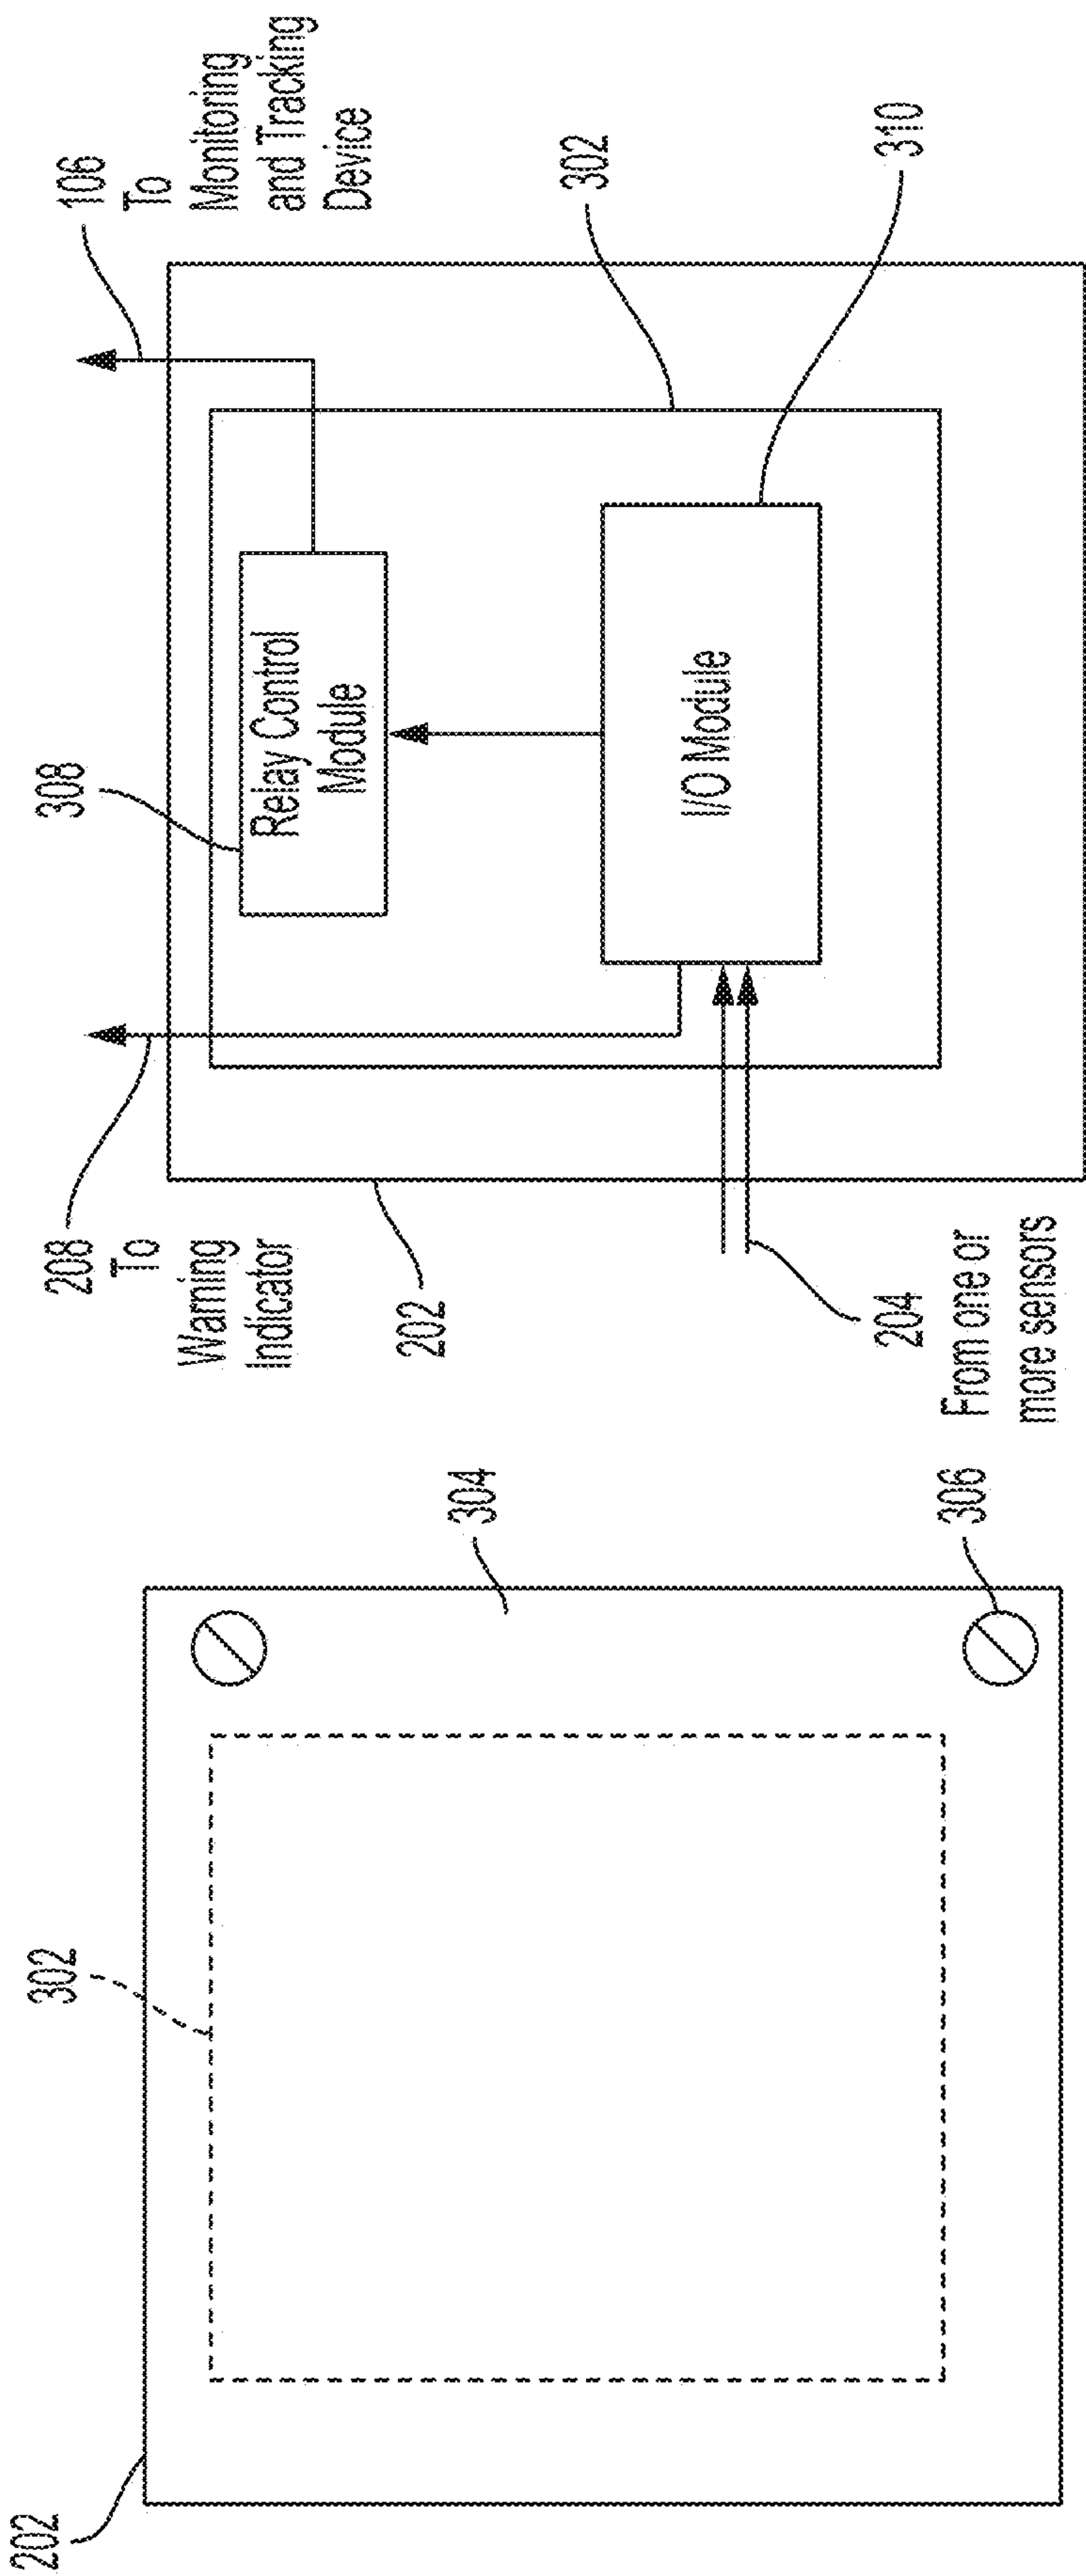 202
302
304
306
208
To
Warning
Indicator
202
204
From one or
more sensors
308
Relay Control
Module
I/O Module
106
To
Monitoring
and Tracking
Device
302
310